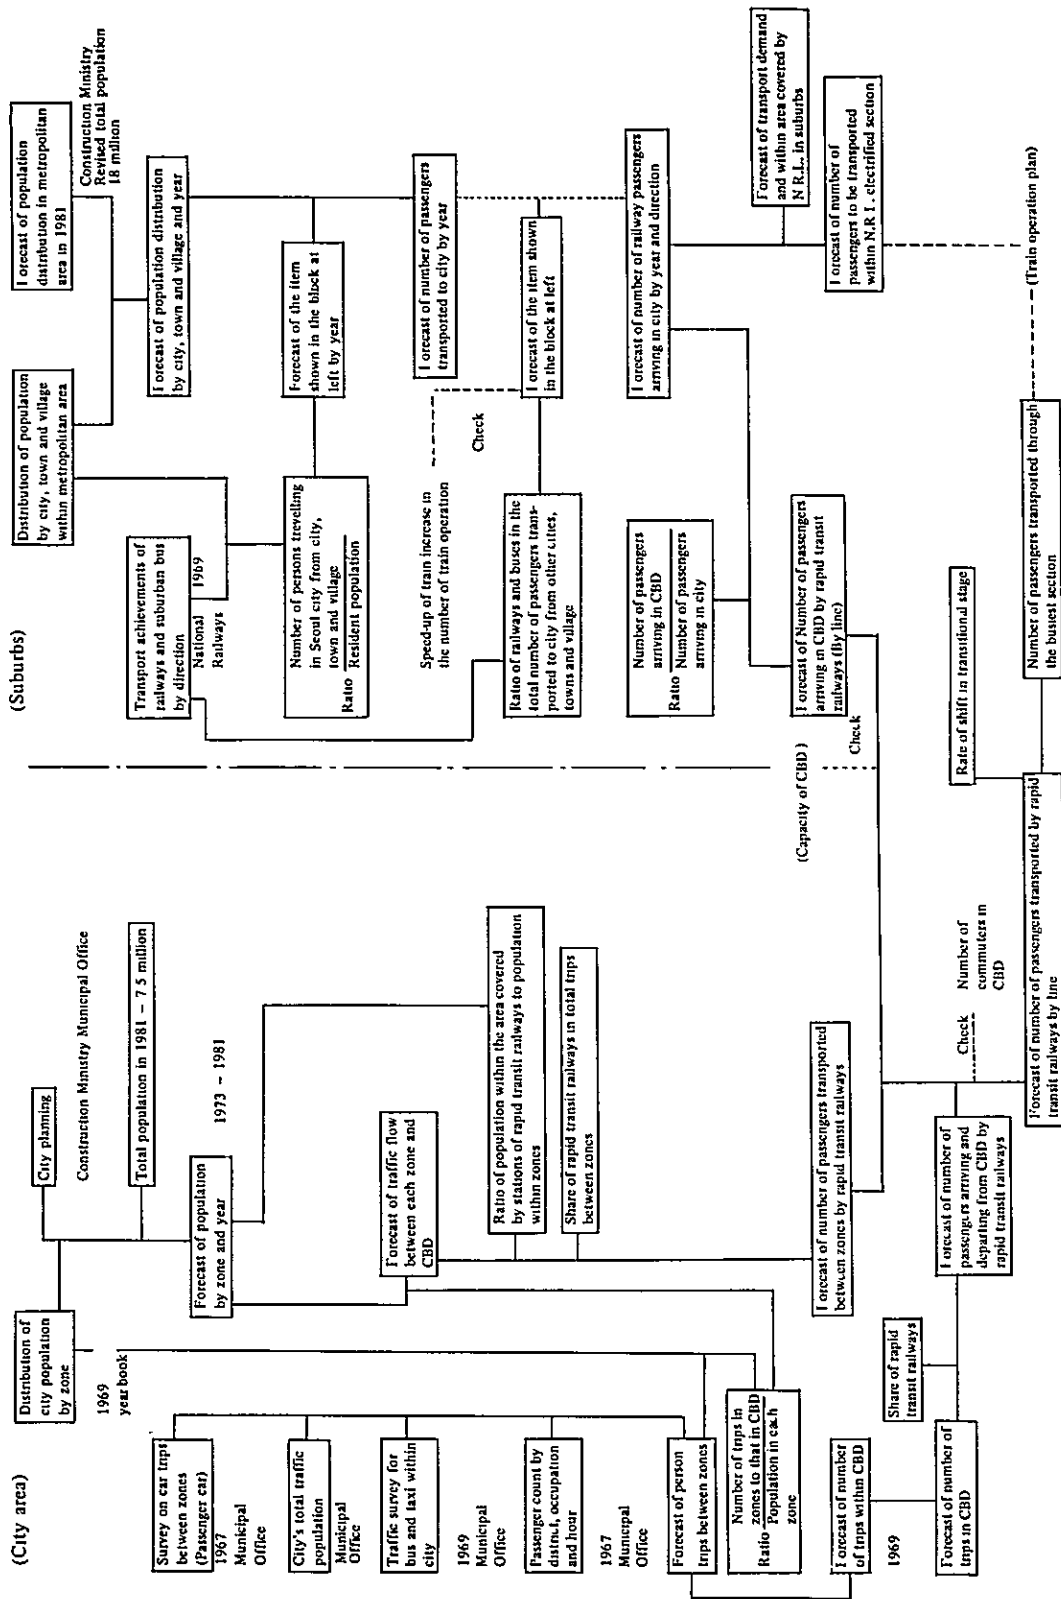 (City area)
Distribution of
city population
by zone
1969
yearbook
City planning
Construction Ministry Municipal Office
Total population in 1981 – 7 5 million
Forecast of population
by zone and year
1973 – 1981
Survey on car trips
between zones
(Passenger car)
1967
Municipal
Office
City's total traffic
population
Municipal
Office
Traffic survey for
bus and taxi within
city
1969
Municipal
Office
Passenger count by
district, occupation
and hour
1967
Municipal
Office
Forecast of traffic flow
between each zone and
CBD
Ratio of population within the area covered
by stations of rapid transit railways to population
within zones
Share of rapid transit railways in total trips
between zones
Forecast of person
trips between zones
Number of trips in
zones to that in CBD
Ratio
Population in each
zone
Forecast of number
of trips within CBD
1969
Forecast of number of
trips in CBD
Share of rapid
transit railways
Forecast of number of passengers transported
between zones by rapid transit railways
Forecast of number of
passengers arriving and
departing from CBD by
rapid transit railways
Check
Number of
commuters in
CBD
Forecast of number of passengers transported by rapid
transit railways by line
(Suburbs)
Distribution of population
by city, town and village
within metropolitan area
Forecast of population
distribution in metropolitan
area in 1981
Construction Ministry
Revised total population
18 million
Transport achievements of
railways and suburban bus
by direction
National
Railways
1969
Forecast of population distribution
by city, town and village and year
Number of persons trevelling
in Seoul city from city,
town and village
Ratio
Resident population
Forecast of the item
shown in the block at
left by year
Speed-up of train increase in
the number of train operation
Check
Forecast of number of passengers
transported to city by year
Ratio of railways and buses in the
total number of passengers trans-
ported to city from other cities,
towns and village
Forecast of the item shown
in the block at left
Number of passengers
arriving in CBD
Ratio
Number of passengers
arriving in city
Forecast of number of railway passengers
arriving in city by year and direction
Forecast of transport demand
and within area covered by
N R.L. in suburbs
(Capacity of CBD)
Forecast of Number of passengers
arriving in CBD by rapid transit
railways (By line)
Check
Forecast of number of
passengers to be transported
within N.R L. electrified section
Rate of shift in transitional stage
Number of passengers transported through
the busiest section
(Train operation plan)